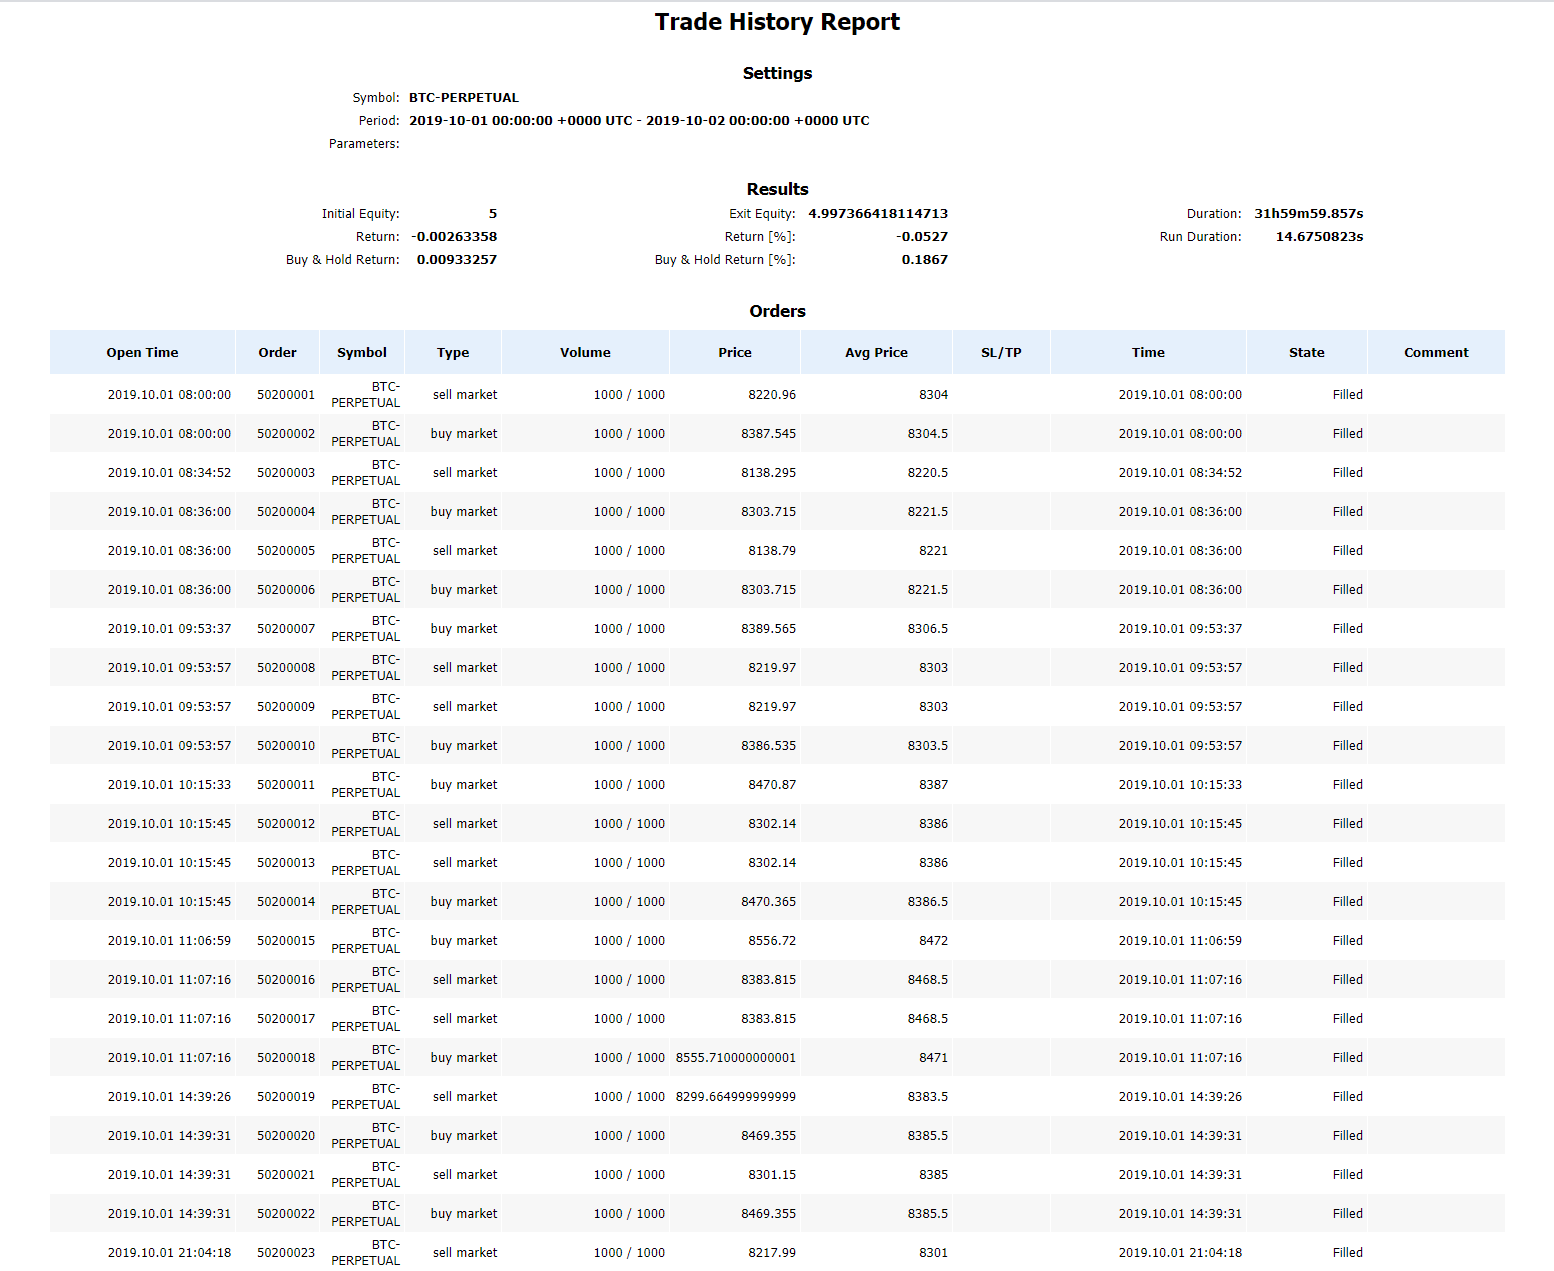 Trade History Report
Settings
Symbol: BTC-PERPETUAL
Period: 2019-10-01 00:00:00 +0000 UTC - 2019-10-02 00:00:00 +0000 UTC
Parameters:
Results
Initial Equity: 5 Exit Equity: 4.997366418114713 Duration: 31h59m59.857s
Return: -0.00263358 Return [%]: -0.0527 Run Duration: 14.6750823s
Buy & Hold Return: 0.00933257 Buy & Hold Return [%]: 0.1867
Orders
Open Time Order Symbol Type Volume Price Avg Price SL/TP Time State Comment
2019.10.01 08:00:00 50200001 BTC-PERPETUAL sell market 1000 / 1000 8220.96 8304 2019.10.01 08:00:00 Filled
2019.10.01 08:00:00 50200002 BTC-PERPETUAL buy market 1000 / 1000 8387.545 8304.5 2019.10.01 08:00:00 Filled
2019.10.01 08:34:52 50200003 BTC-PERPETUAL sell market 1000 / 1000 8138.295 8220.5 2019.10.01 08:34:52 Filled
2019.10.01 08:36:00 50200004 BTC-PERPETUAL buy market 1000 / 1000 8303.715 8221.5 2019.10.01 08:36:00 Filled
2019.10.01 08:36:00 50200005 BTC-PERPETUAL sell market 1000 / 1000 8138.79 8221 2019.10.01 08:36:00 Filled
2019.10.01 08:36:00 50200006 BTC-PERPETUAL buy market 1000 / 1000 8303.715 8221.5 2019.10.01 08:36:00 Filled
2019.10.01 09:53:37 50200007 BTC-PERPETUAL buy market 1000 / 1000 8389.565 8306.5 2019.10.01 09:53:37 Filled
2019.10.01 09:53:57 50200008 BTC-PERPETUAL sell market 1000 / 1000 8219.97 8303 2019.10.01 09:53:57 Filled
2019.10.01 09:53:57 50200009 BTC-PERPETUAL sell market 1000 / 1000 8219.97 8303 2019.10.01 09:53:57 Filled
2019.10.01 09:53:57 50200010 BTC-PERPETUAL buy market 1000 / 1000 8386.535 8303.5 2019.10.01 09:53:57 Filled
2019.10.01 10:15:33 50200011 BTC-PERPETUAL buy market 1000 / 1000 8470.87 8387 2019.10.01 10:15:33 Filled
2019.10.01 10:15:45 50200012 BTC-PERPETUAL sell market 1000 / 1000 8302.14 8386 2019.10.01 10:15:45 Filled
2019.10.01 10:15:45 50200013 BTC-PERPETUAL sell market 1000 / 1000 8302.14 8386 2019.10.01 10:15:45 Filled
2019.10.01 10:15:45 50200014 BTC-PERPETUAL buy market 1000 / 1000 8470.365 8386.5 2019.10.01 10:15:45 Filled
2019.10.01 11:06:59 50200015 BTC-PERPETUAL buy market 1000 / 1000 8556.72 8472 2019.10.01 11:06:59 Filled
2019.10.01 11:07:16 50200016 BTC-PERPETUAL sell market 1000 / 1000 8383.815 8468.5 2019.10.01 11:07:16 Filled
2019.10.01 11:07:16 50200017 BTC-PERPETUAL sell market 1000 / 1000 8383.815 8468.5 2019.10.01 11:07:16 Filled
2019.10.01 11:07:16 50200018 BTC-PERPETUAL buy market 1000 / 1000 8555.710000000001 8471 2019.10.01 11:07:16 Filled
2019.10.01 14:39:26 50200019 BTC-PERPETUAL sell market 1000 / 1000 8299.664999999999 8383.5 2019.10.01 14:39:26 Filled
2019.10.01 14:39:31 50200020 BTC-PERPETUAL buy market 1000 / 1000 8469.355 8385.5 2019.10.01 14:39:31 Filled
2019.10.01 14:39:31 50200021 BTC-PERPETUAL sell market 1000 / 1000 8301.15 8385 2019.10.01 14:39:31 Filled
2019.10.01 14:39:31 50200022 BTC-PERPETUAL buy market 1000 / 1000 8469.355 8385.5 2019.10.01 14:39:31 Filled
2019.10.01 21:04:18 50200023 BTC-PERPETUAL sell market 1000 / 1000 8217.99 8301 2019.10.01 21:04:18 Filled